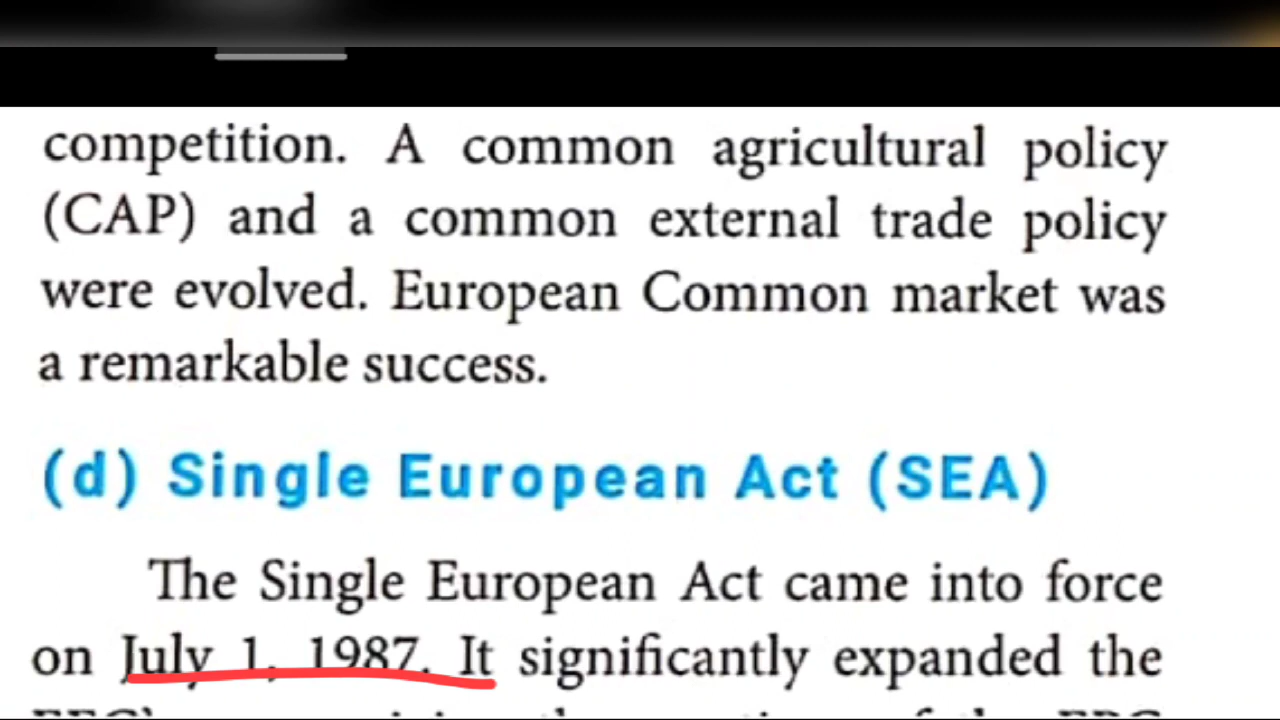 competition. A common agricultural policy
(CAP) and a common external trade policy
were evolved. European Common market was
a remarkable success.
(d) Single European Act (SEA)
The Single European Act came into force
on July 1, 1987. It significantly expanded the